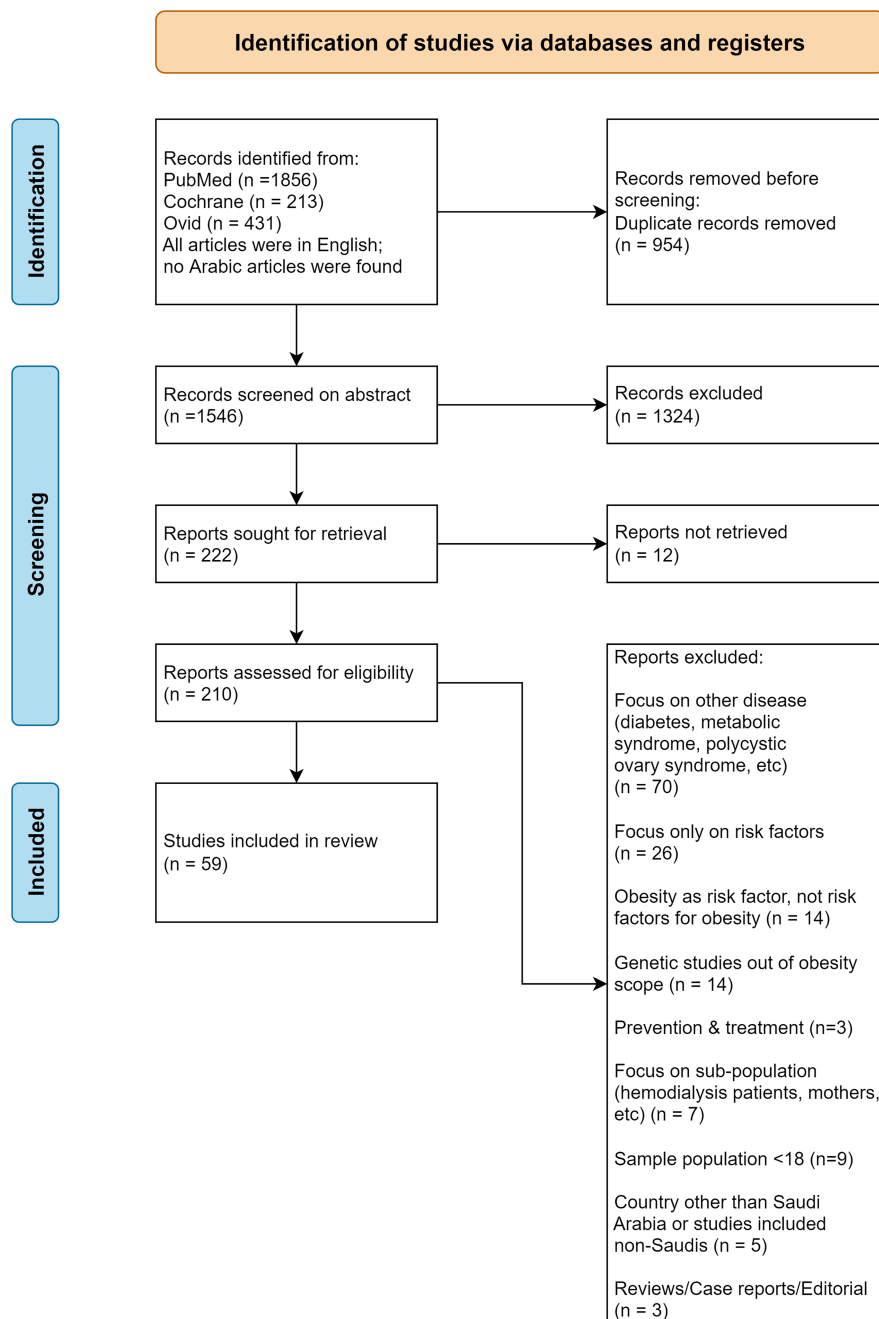 Identification of studies via databases and registers
Identification
Records identified from:
PubMed (n =1856)
Cochrane (n = 213)
Ovid (n = 431)
All articles were in English;
no Arabic articles were found
Records removed before
screening:
Duplicate records removed
(n = 954)
Screening
Records screened on abstract
(n =1546)
Records excluded
(n = 1324)
Reports sought for retrieval
(n = 222)
Reports not retrieved
(n = 12)
Reports assessed for eligibility
(n = 210)
Reports excluded:
Focus on other disease
(diabetes, metabolic
syndrome, polycystic
ovary syndrome, etc)
(n = 70)
Focus only on risk factors
(n = 26)
Obesity as risk factor, not risk
factors for obesity (n = 14)
Genetic studies out of obesity
scope (n = 14)
Prevention & treatment (n=3)
Focus on sub-population
(hemodialysis patients, mothers,
etc) (n = 7)
Sample population <18 (n=9)
Country other than Saudi
Arabia or studies included
non-Saudis (n = 5)
Reviews/Case reports/Editorial
(n = 3)
Included
Studies included in review
(n = 59)